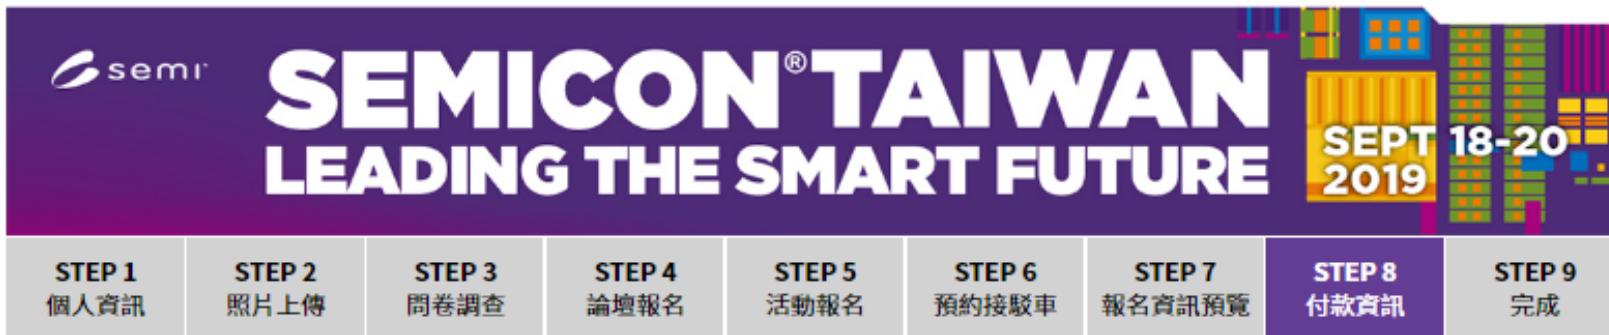 semi
SEMICON® TAIWAN
LEADING THE SMART FUTURE
SEPT 18-20
2019
STEP 1
個人資訊
STEP 2
照片上傳
STEP 3
問卷調查
STEP 4
論壇報名
STEP 5
活動報名
STEP 6
預約接駁車
STEP 7
報名資訊預覽
STEP 8
付款資訊
STEP 9
完成